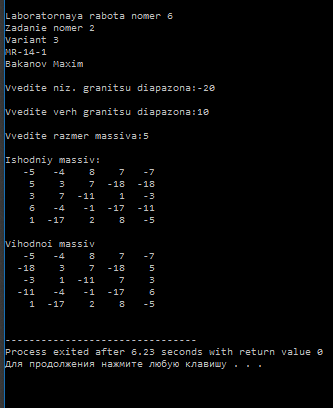 Laboratornaya rabota nomer 6
Zadanie nomer 2
Variant 3
MR-14-1
Bakanov Maxim
Vvedite niz. granitsu diapazona:-20
Vvedite verh granitsu diapazona:10
Vvedite razmer massiva:5
Ishodniy massiv:
-5 -4 8 7 -7
5 3 7 -18 -18
3 7 -11 1 -3
6 -4 -1 -17 -11
1 -17 2 8 -5
Vihodnoi massiv
-5 -4 8 7 -7
-18 3 7 -18 5
-3 1 -11 7 3
-11 -4 -1 -17 6
1 -17 2 8 -5
--------------------------------
Process exited after 6.23 seconds with return value 0
Для продолжения нажмите любую клавишу . . .